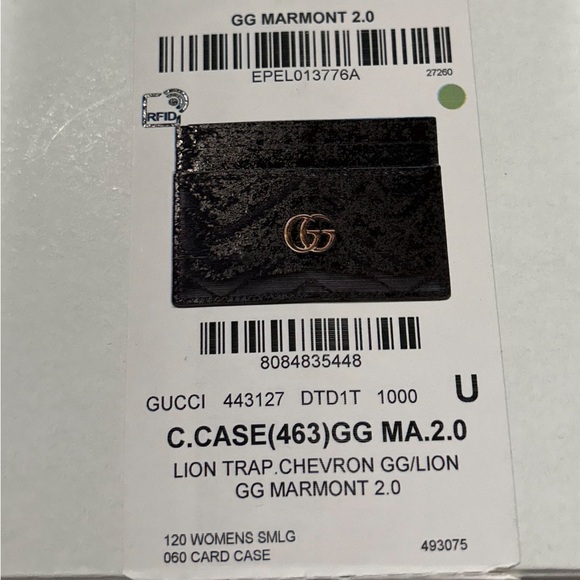 GG MARMONT 2.0
EPEL013776A
27260
RFID
GG
8084835448
GUCCI 443127 DTD1T 1000 U
C.CASE(463)GG MA.2.0
LION TRAP.CHEVRON GG/LION
GG MARMONT 2.0
120 WOMENS SMLG
060 CARD CASE
493075